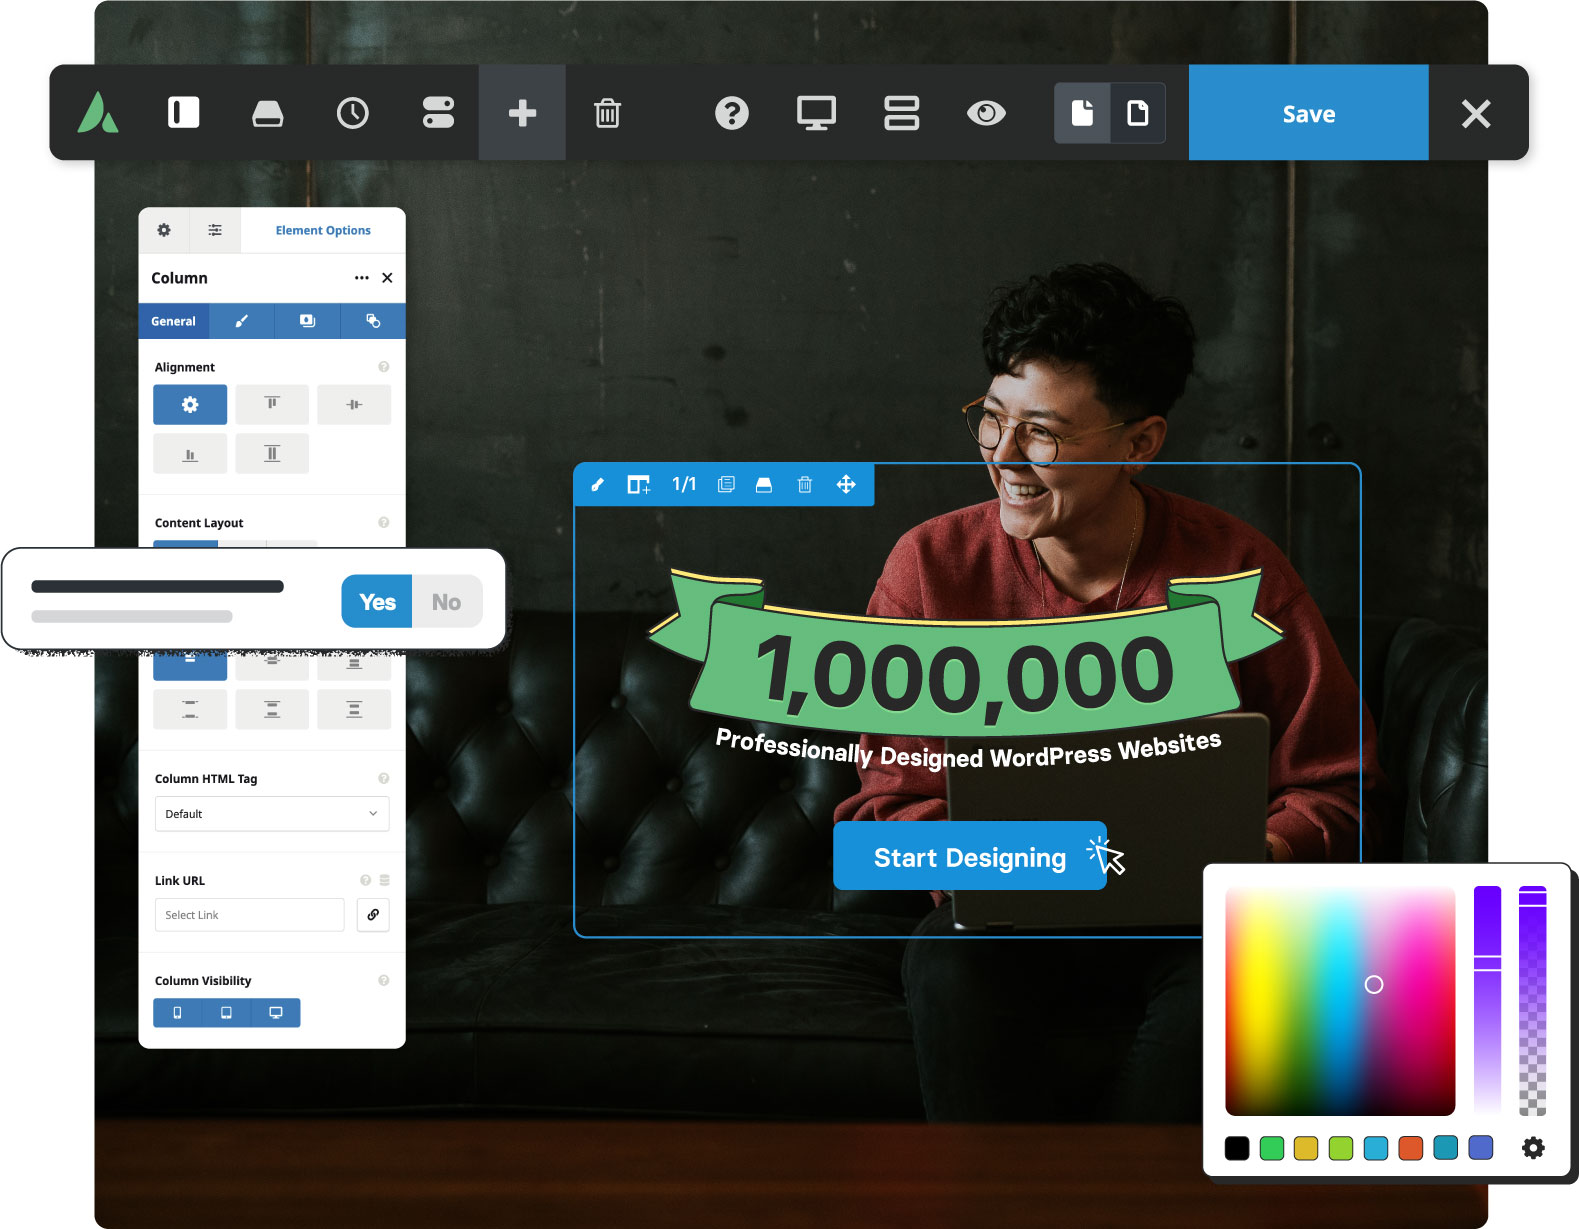 Save
Element Options
Column
General
Alignment
Content Layout
Yes No
Column HTML Tag
Default
Link URL
Select Link
Column Visibility
1/1
1,000,000
Professionally Designed WordPress Websites
Start Designing